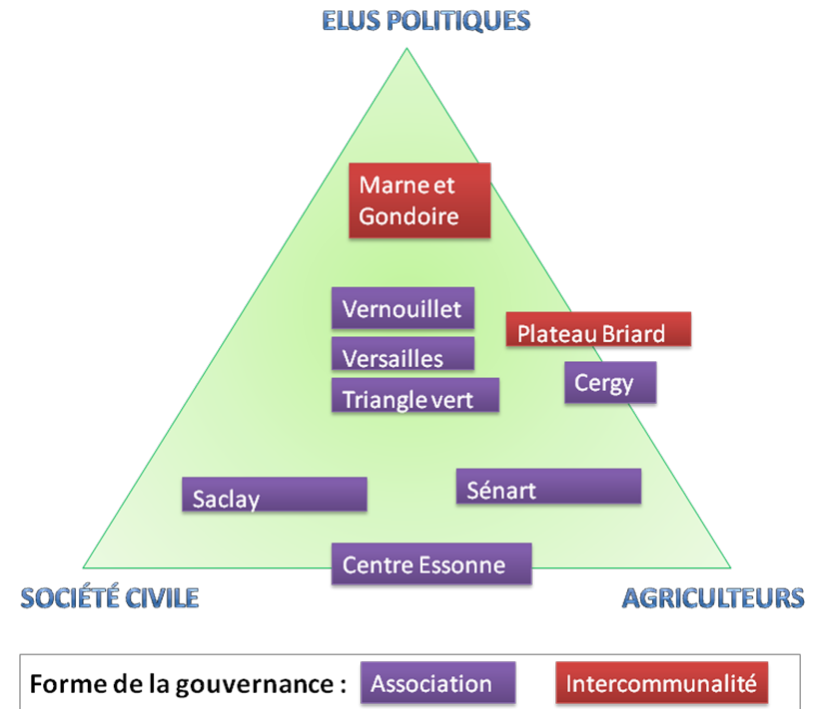 ELUS POLITIQUES
Marne et
Gondoire
Vernouillet
Plateau Briard
Versailles
Cergy
Triangle vert
Saclay
Sénart
Centre Essonne
SOCIÉTÉ CIVILE
AGRICULTEURS
Forme de la gouvernance :
Association
Intercommunalité